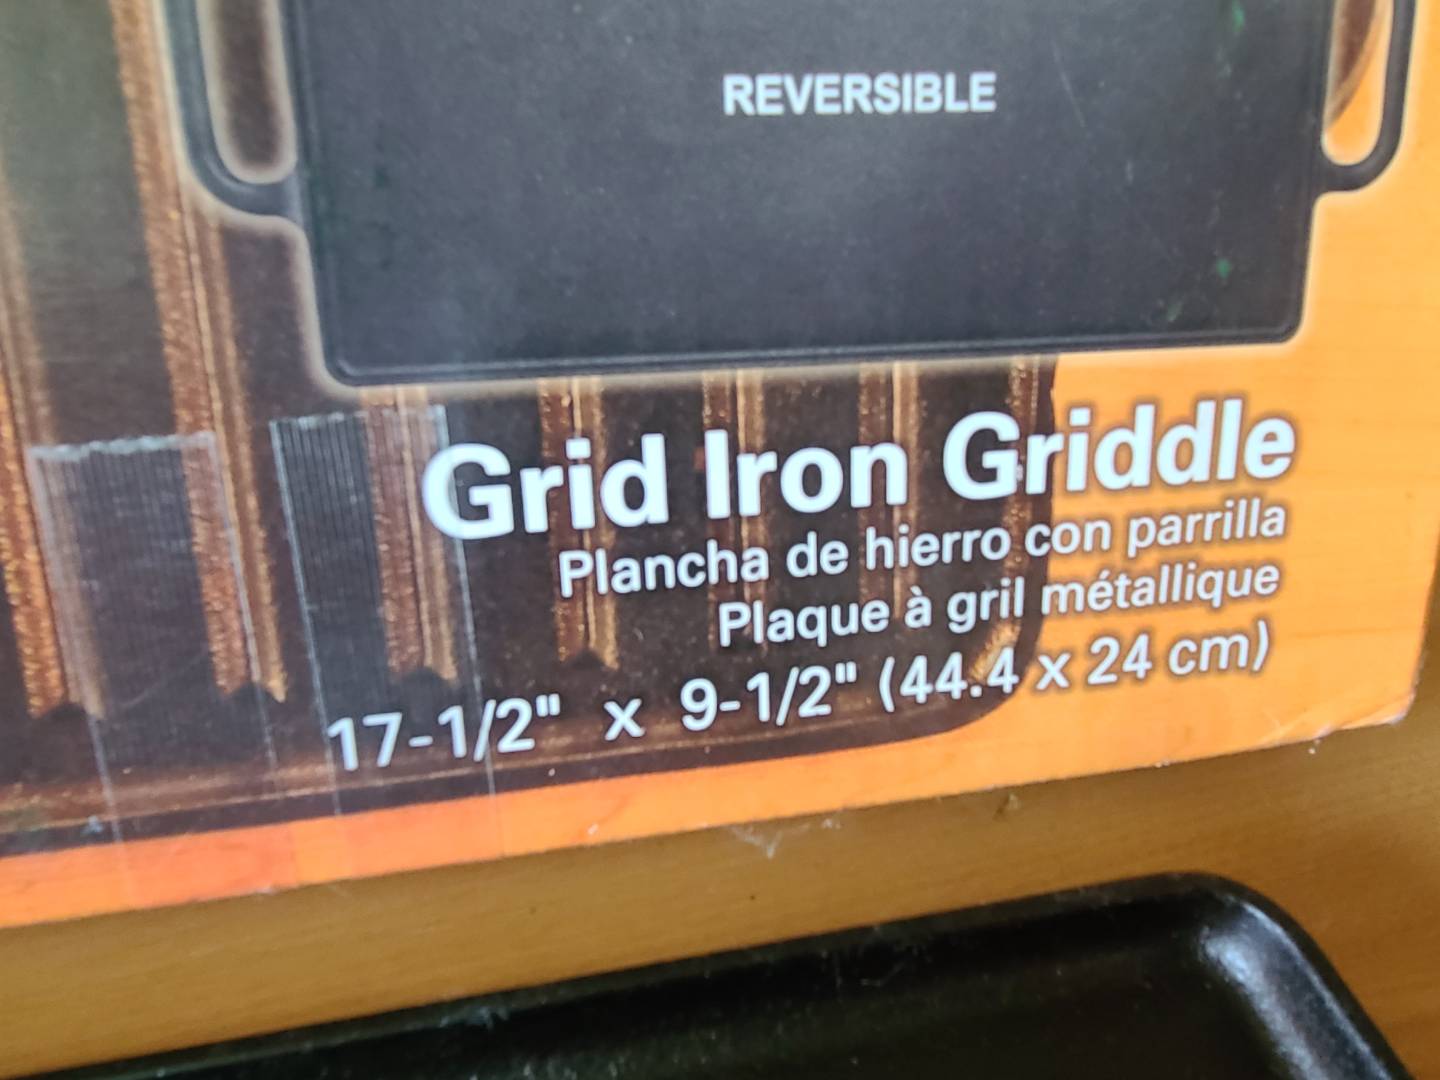 REVERSIBLE
Grid Iron Griddle
Plancha de hierro con parrilla
Plaque à gril métallique
17-1/2" x 9-1/2" (44.4 x 24 cm)